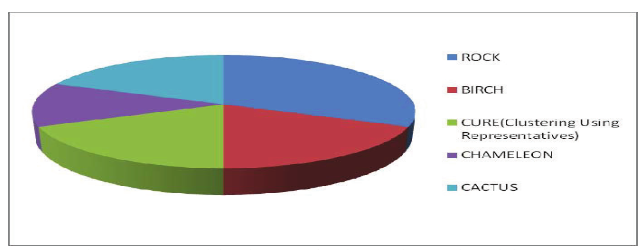 ROCK
BIRCH
CURE(Clustering Using
Representatives)
CHAMELEON
CACTUS